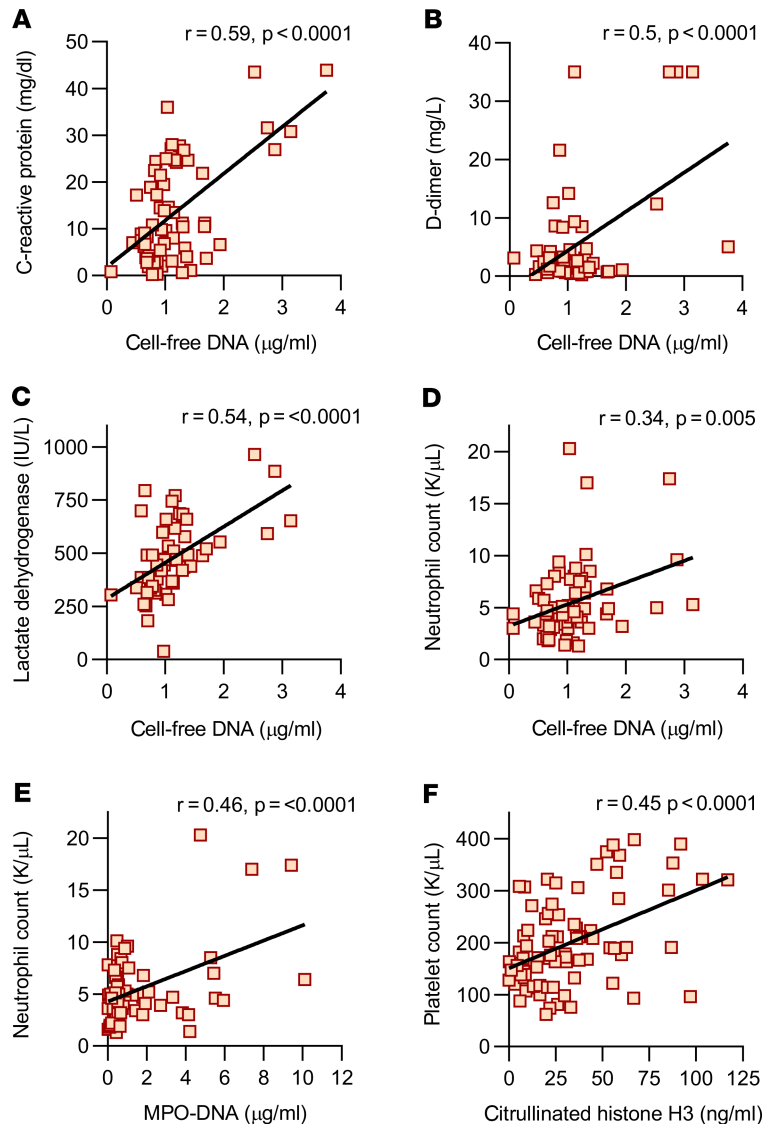 A
r = 0.59, p < 0.0001
C-reactive protein (mg/dl)
50
40
30
20
10
0
0 1 2 3 4
Cell-free DNA (μg/ml)
B
r = 0.5, p < 0.0001
D-dimer (mg/L)
40
30
20
10
0
0 1 2 3 4
Cell-free DNA (μg/ml)
C
r = 0.54, p = <0.0001
Lactate dehydrogenase (IU/L)
1000
750
500
250
0
0 1 2 3 4
Cell-free DNA (μg/ml)
D
r = 0.34, p = 0.005
Neutrophil count (K/μL)
20
15
10
5
0
0 1 2 3 4
Cell-free DNA (μg/ml)
E
r = 0.46, p = <0.0001
Neutrophil count (K/μL)
20
15
10
5
0
0 2 4 6 8 10 12
MPO-DNA (μg/ml)
F
r = 0.45 p < 0.0001
Platelet count (K/μL)
400
300
200
100
0
0 25 50 75 100 125
Citrullinated histone H3 (ng/ml)